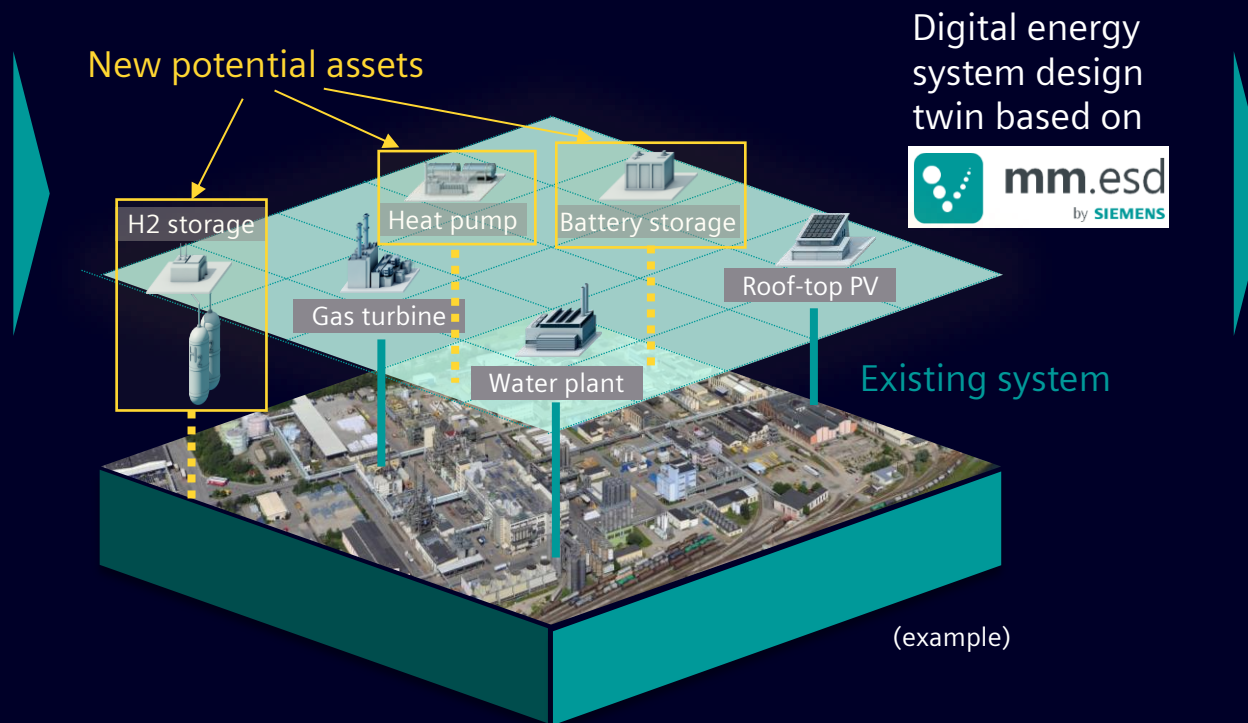 New potential assets
Digital energy
system design
twin based on
mm.esd
by SIEMENS
H2 storage
Heat pump
Battery storage
Gas turbine
Roof-top PV
Water plant
Existing system
(example)